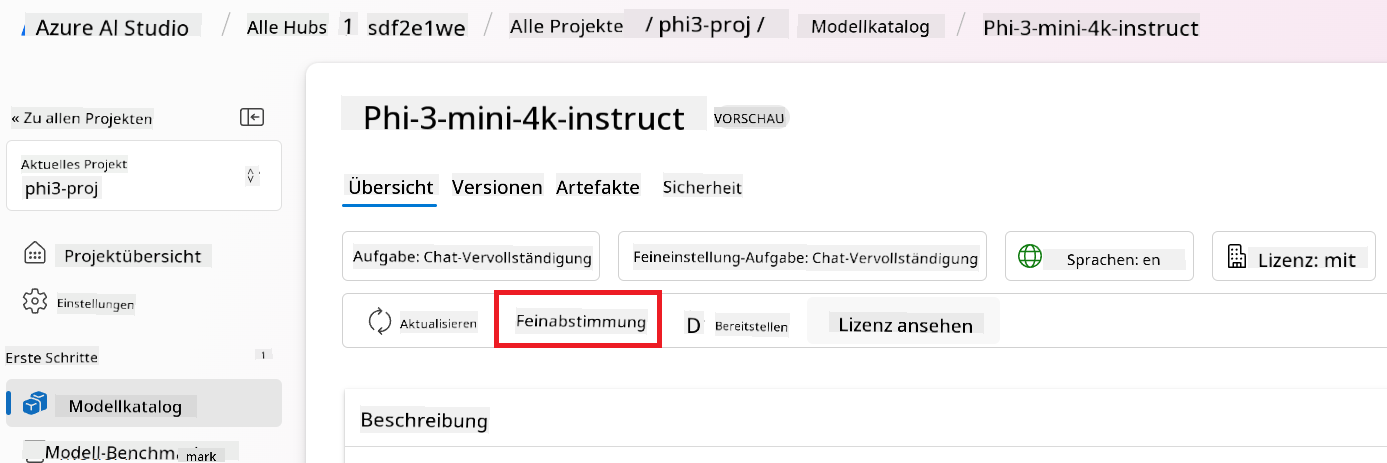 Azure AI Studio / Alle Hubs 1 sdf2e1we / Alle Projekte / phi3-proj / Modellkatalog / Phi-3-mini-4k-instruct
« Zu allen Projekten
Aktuelles Projekt
phi3-proj
Projektübersicht
Einstellungen
Erste Schritte 1
Modellkatalog
Modell-Benchm mark
Phi-3-mini-4k-instruct VORSCHAU
Übersicht Versionen Artefakte Sicherheit
Aufgabe: Chat-Vervollständigung Feineinstellung-Aufgabe: Chat-Vervollständigung Sprachen: en Lizenz: mit
Aktualisieren Feinabstimmung D Bereitstellen Lizenz ansehen
Beschreibung